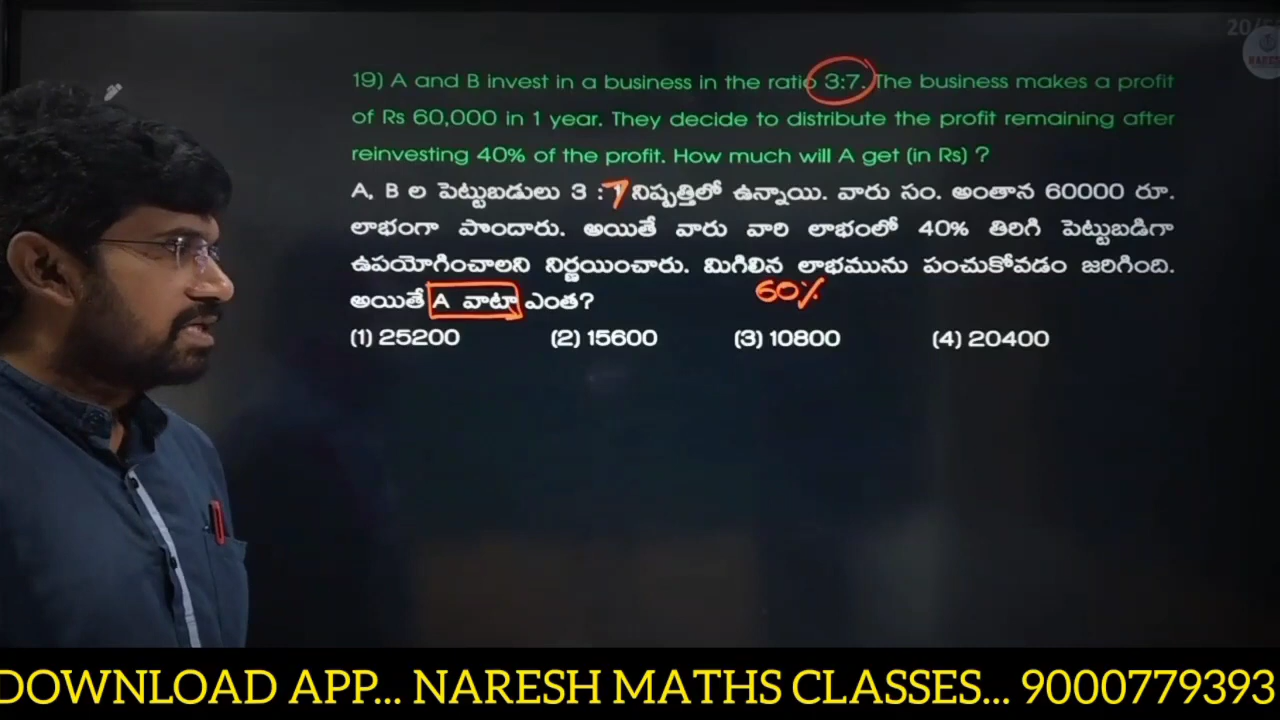 20/5
NARESH
19) A and B invest in a business in the ratio 3:7. The business makes a profit
of Rs 60,000 in 1 year. They decide to distribute the profit remaining after
reinvesting 40% of the profit. How much will A get (in Rs) ?
A, B ల పెట్టుబడులు 3 : 7 నిష్పత్తిలో ఉన్నాయి. వారు సం. అంతాన 60000 రూ.
లాభంగా పొందారు. అయితే వారు వారి లాభంలో 40% తిరిగి పెట్టుబడిగా
ఉపయోగించాలని నిర్ణయించారు. మిగిలిన లాభమును పంచుకోవడం జరిగింది.
60%
అయితే A వాటా ఎంత?
(1) 25200 (2) 15600 (3) 10800 (4) 20400
DOWNLOAD APP... NARESH MATHS CLASSES... 9000779393